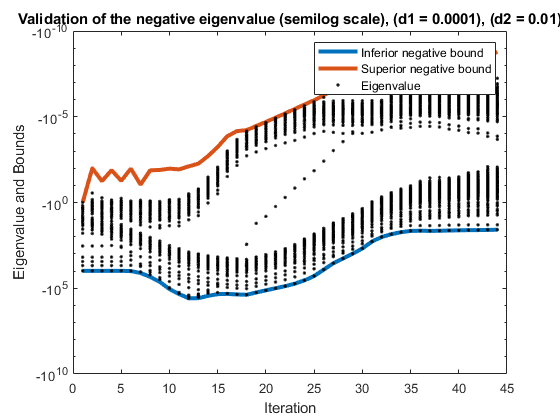 Validation of the negative eigenvalue (semilog scale), (d1 = 0.0001), (d2 = 0.01)
Inferior negative bound
Superior negative bound
Eigenvalue
Eigenvalue and Bounds
-10^-10
-10^-5
-10^0
-10^5
-10^10
0 5 10 15 20 25 30 35 40 45
Iteration